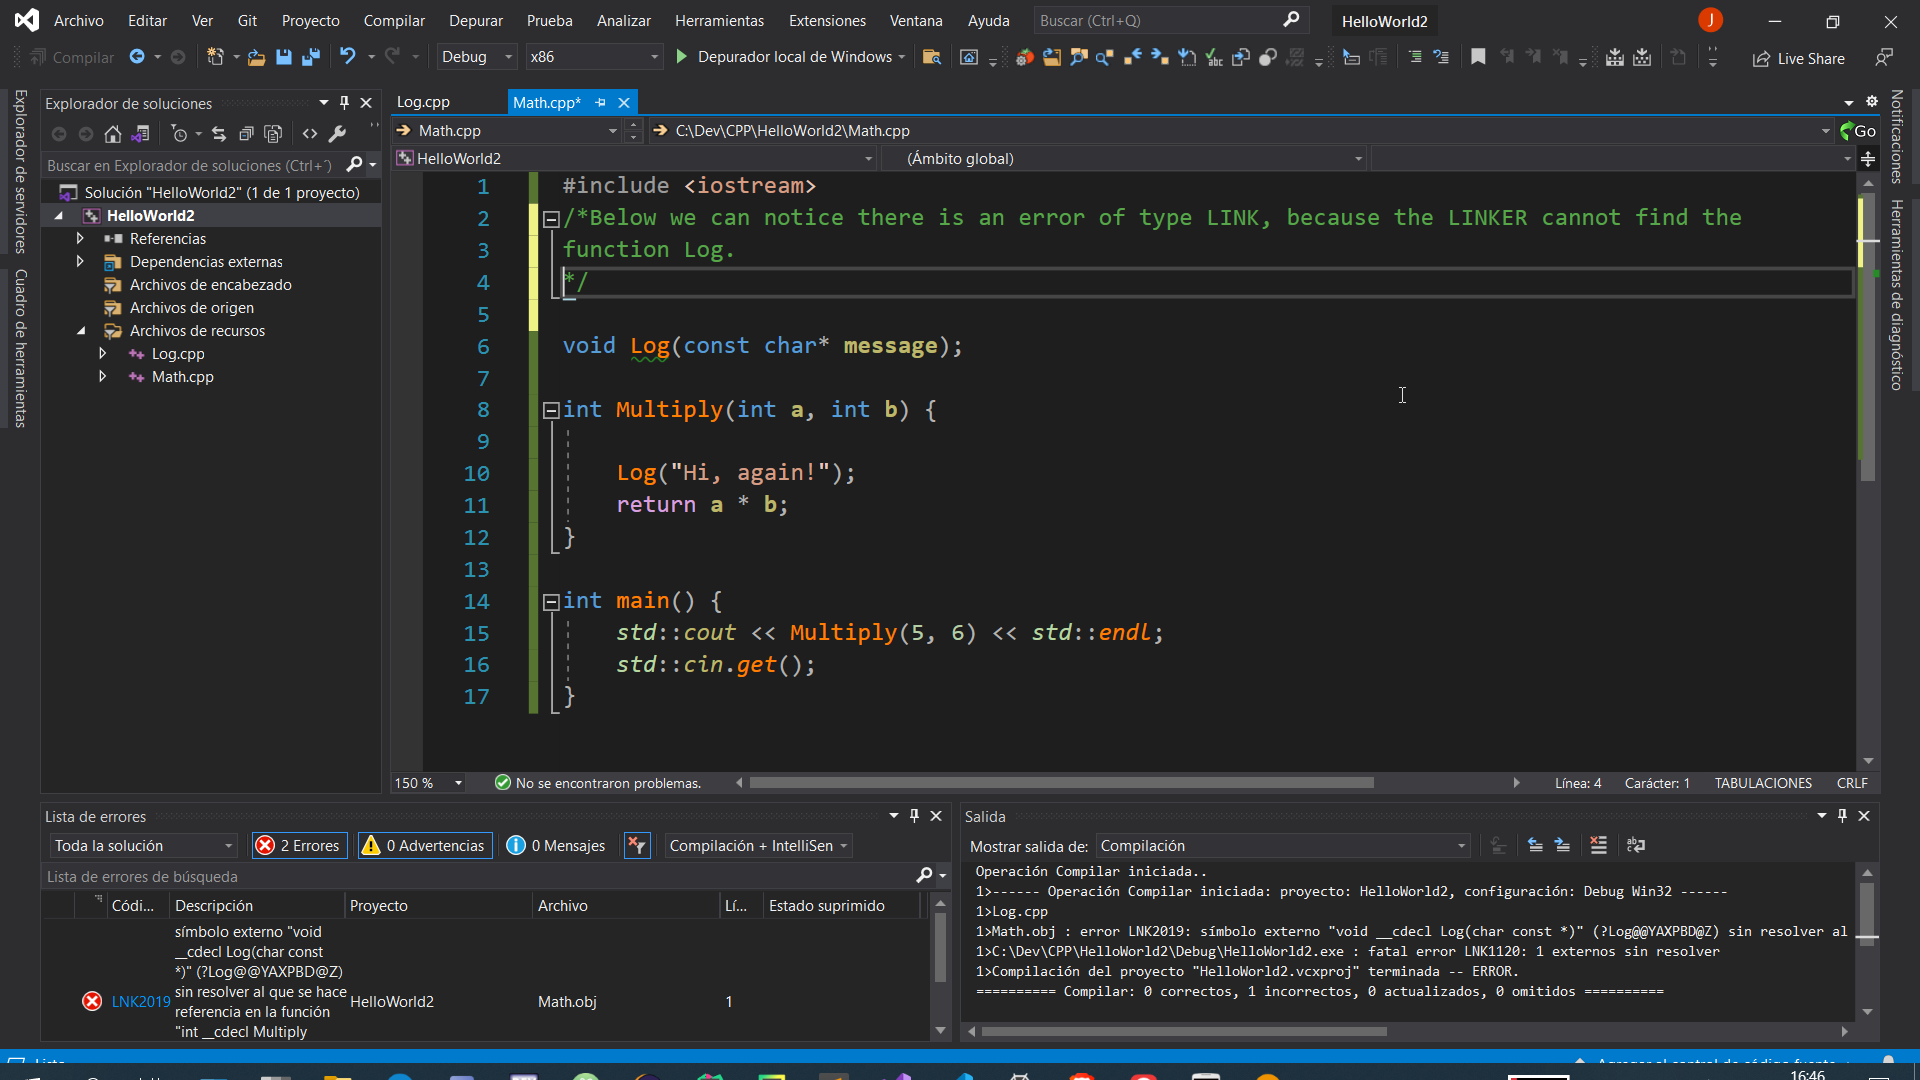 Archivo Editar Ver Git Proyecto Compilar Depurar Prueba Analizar Herramientas Extensiones Ventana Ayuda Buscar (Ctrl+Q) HelloWorld2 J
Compilar Debug x86 Depurador local de Windows Live Share
Explorador de servidores
Cuadro de herramientas
Explorador de soluciones
Buscar en Explorador de soluciones (Ctrl+´)
Solución "HelloWorld2" (1 de 1 proyecto)
HelloWorld2
Referencias
Dependencias externas
Archivos de encabezado
Archivos de origen
Archivos de recursos
Log.cpp
Math.cpp
Log.cpp Math.cpp*
Math.cpp C:\Dev\CPP\HelloWorld2\Math.cpp Go
HelloWorld2 (Ámbito global)
1 #include <iostream>
2 /*Below we can notice there is an error of type LINK, because the LINKER cannot find the
3 function Log.
4 */
5
6 void Log(const char* message);
7
8 int Multiply(int a, int b) {
9
10 Log("Hi, again!");
11 return a * b;
12 }
13
14 int main() {
15 std::cout << Multiply(5, 6) << std::endl;
16 std::cin.get();
17 }
150 % No se encontraron problemas. Línea: 4 Carácter: 1 TABULACIONES CRLF
Notificaciones
Herramientas de diagnóstico
Lista de errores
Toda la solución 2 Errores 0 Advertencias 0 Mensajes Compilación + IntelliSen
Lista de errores de búsqueda
Códi... Descripción Proyecto Archivo Lí... Estado suprimido
símbolo externo "void
__cdecl Log(char const
*)" (?Log@@YAXPBD@Z)
LNK2019 sin resolver al que se hace HelloWorld2 Math.obj 1
referencia en la función
"int __cdecl Multiply
Salida
Mostrar salida de: Compilación
Operación Compilar iniciada..
1>------ Operación Compilar iniciada: proyecto: HelloWorld2, configuración: Debug Win32 ------
1>Log.cpp
1>Math.obj : error LNK2019: símbolo externo "void __cdecl Log(char const *)" (?Log@@YAXPBD@Z) sin resolver al
1>C:\Dev\CPP\HelloWorld2\Debug\HelloWorld2.exe : fatal error LNK1120: 1 externos sin resolver
1>Compilación del proyecto "HelloWorld2.vcxproj" terminada -- ERROR.
========== Compilar: 0 correctos, 1 incorrectos, 0 actualizados, 0 omitidos ==========
16:46